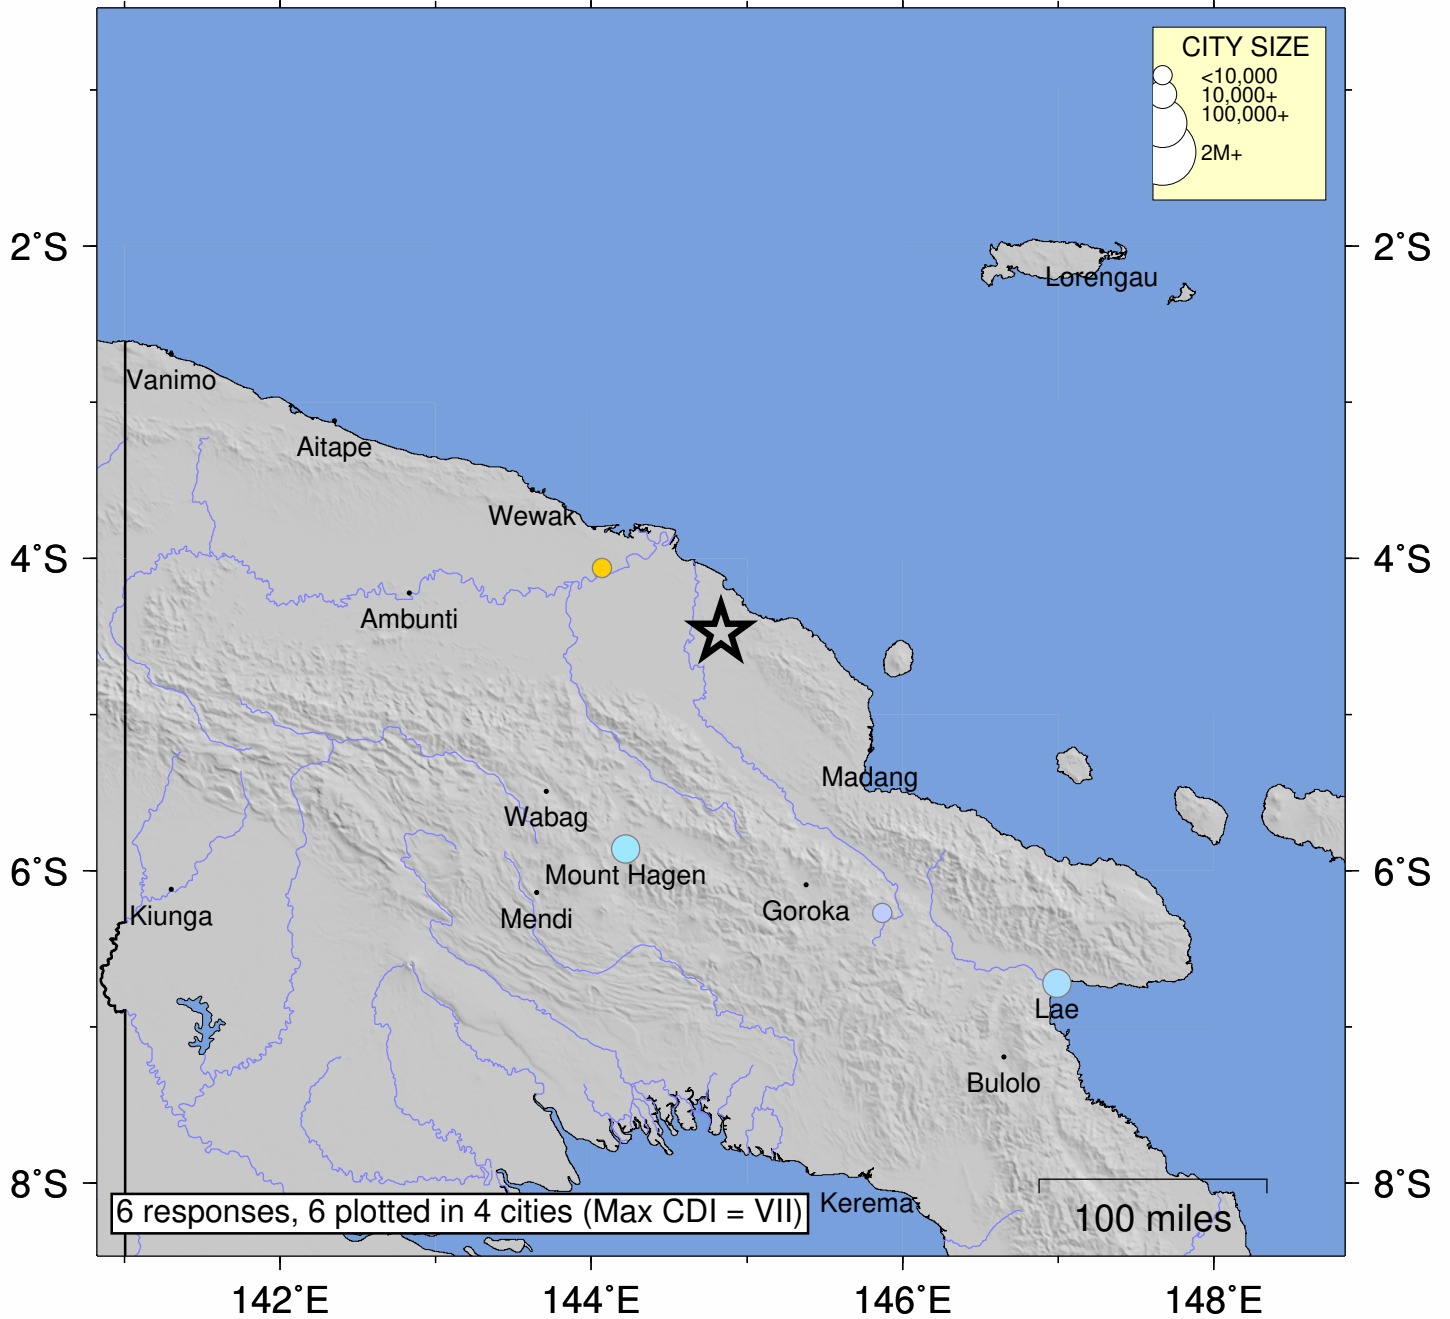 CITY SIZE
<10,000
10,000+
100,000+
2M+
2˚S
2˚S
Lorengau
Vanimo
Aitape
Wewak
4˚S
4˚S
Ambunti
Madang
Wabag
Mount Hagen
6˚S
6˚S
Kiunga
Mendi
Goroka
Lae
Bulolo
8˚S
8˚S
Kerema
6 responses, 6 plotted in 4 cities (Max CDI = VII)
100 miles
142˚E
144˚E
146˚E
148˚E